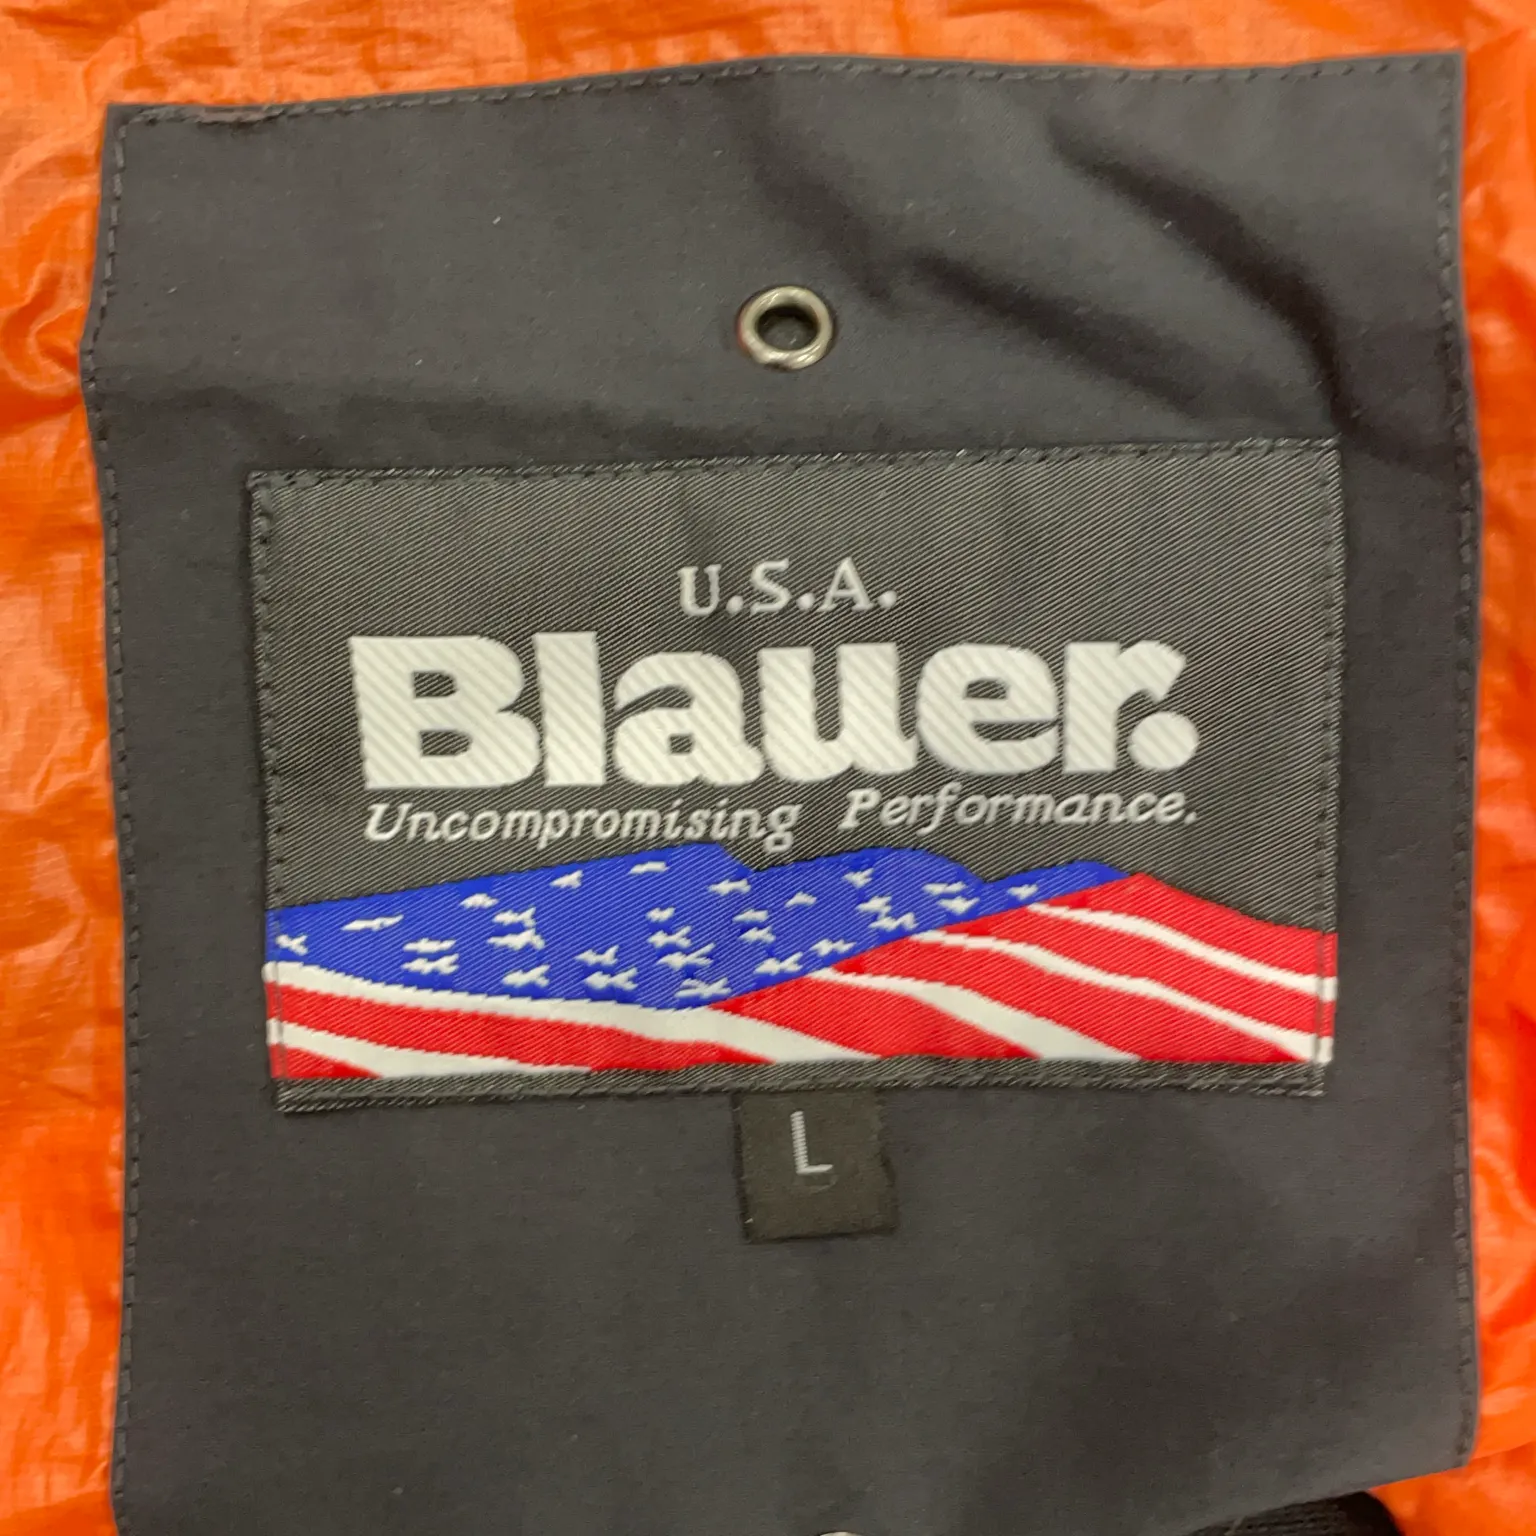 U.S.A.
Blauer.
Uncompromising Performance.
L